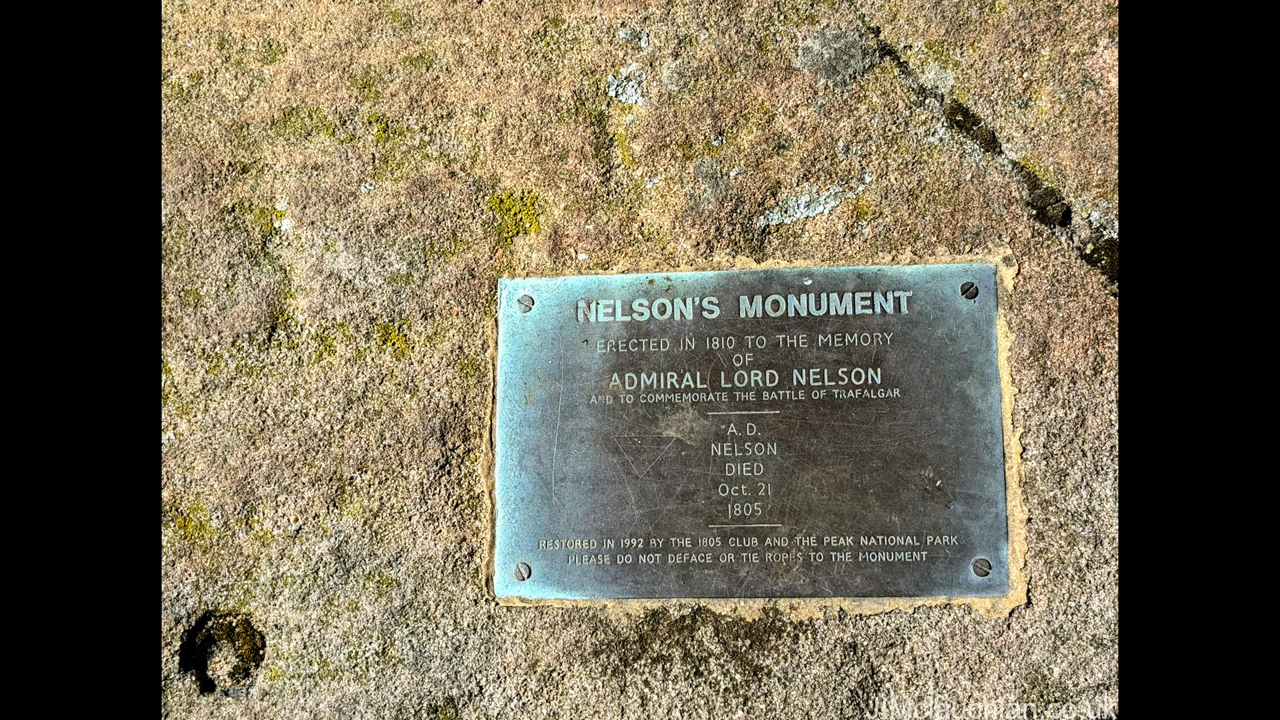 NELSON'S MONUMENT
ERECTED IN 1810 TO THE MEMORY
OF
ADMIRAL LORD NELSON
AND TO COMMEMORATE THE BATTLE OF TRAFALGAR
A.D.
NELSON
DIED
Oct. 21
1805
RESTORED IN 1992 BY THE 1805 CLUB AND THE PEAK NATIONAL PARK
PLEASE DO NOT DEFACE OR TIE ROPES TO THE MONUMENT